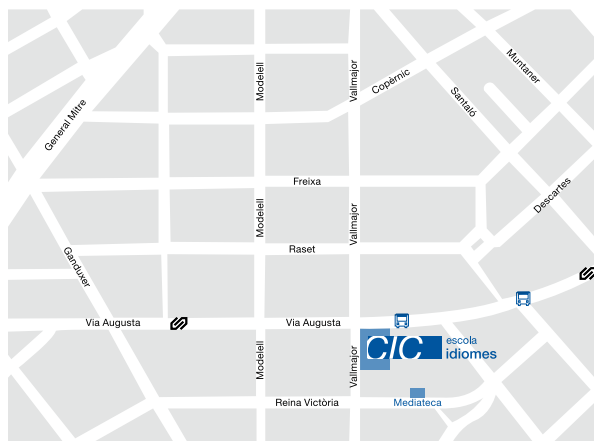 Muntaner
Modelell
Vallmajor
Copèrnic
Santaló
General Mitre
Freixa
Descartes
Modelell
Vallmajor
Raset
Ganduxer
Via Augusta
Via Augusta
CIC
escola
idiomes
Modelell
Vallmajor
Reina Victòria
Mediateca